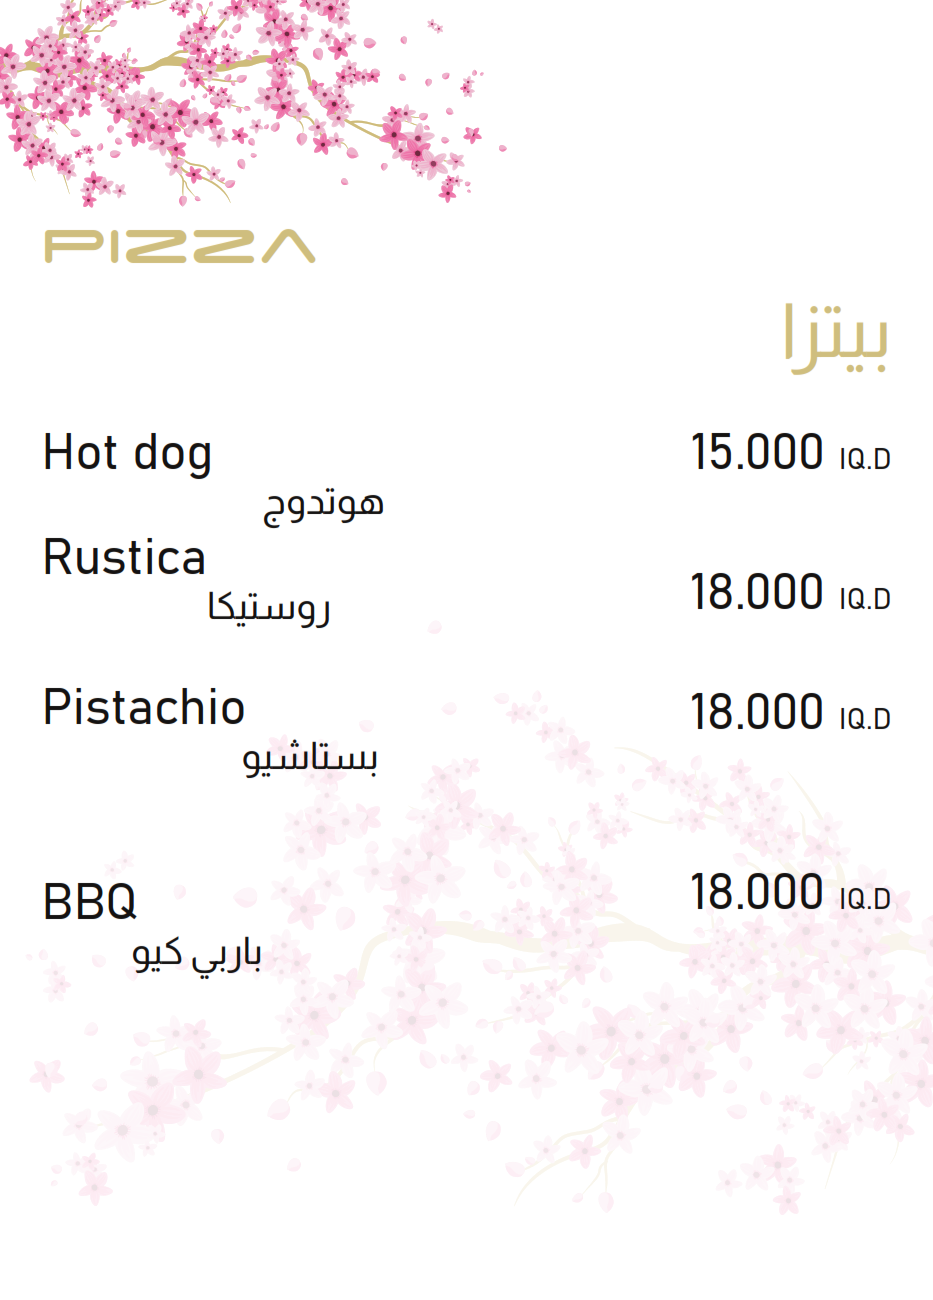 PIZZA
بيتزا
Hot dog 15.000 IQ.D
هوتدوج
Rustica 18.000 IQ.D
روستيكا
Pistachio 18.000 IQ.D
بستاشيو
BBQ 18.000 IQ.D
باربي كيو